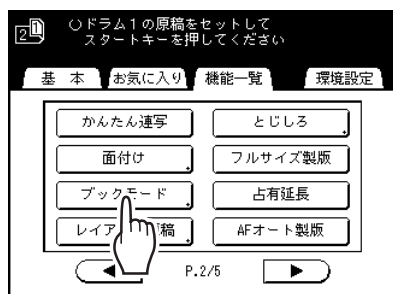 2 1
○ドラム1の原稿をセットして
スタートキーを押してください
基 本 お気に入り 機能一覧 環境設定
かんたん連写 とじしろ
面付け フルサイズ製版
ブックモード 占有延長
レイア 稿 AFオート製版
◀ P.2/5 ▶